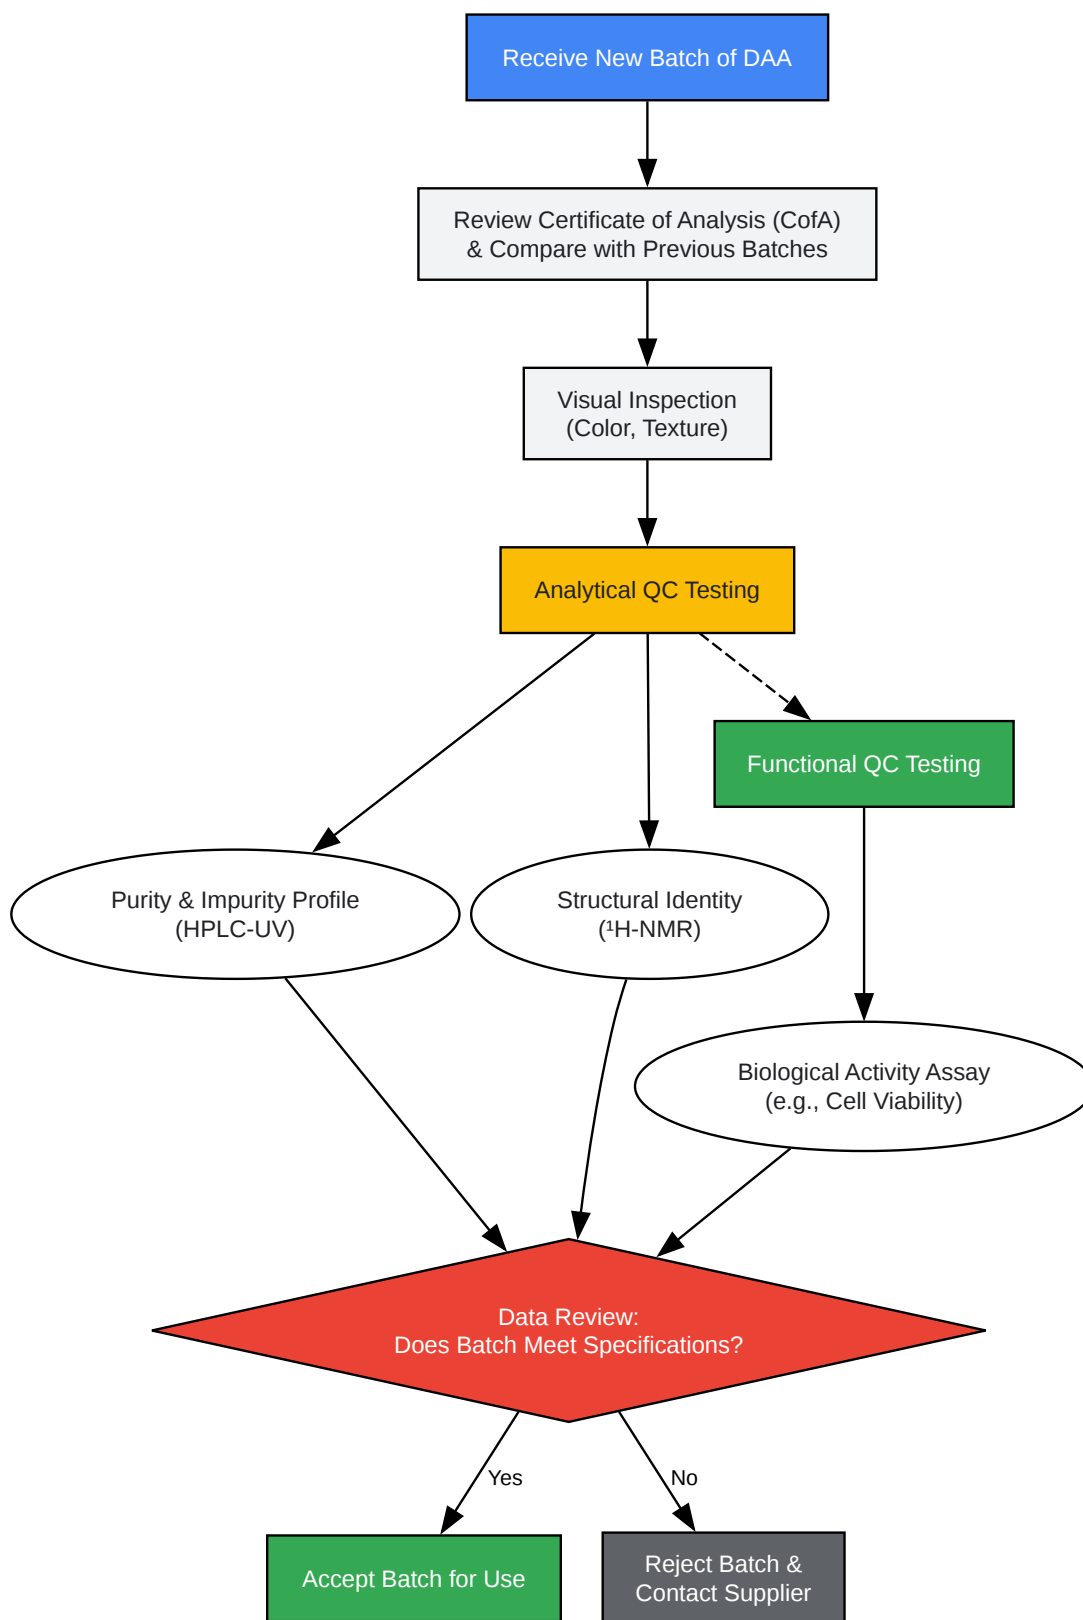 Receive New Batch of DAA
Review Certificate of Analysis (CofA)
& Compare with Previous Batches
Visual Inspection
(Color, Texture)
Analytical QC Testing
Functional QC Testing
Purity & Impurity Profile
(HPLC-UV)
Structural Identity
(¹H-NMR)
Biological Activity Assay
(e.g., Cell Viability)
Data Review:
Does Batch Meet Specifications?
Yes
No
Accept Batch for Use
Reject Batch &
Contact Supplier